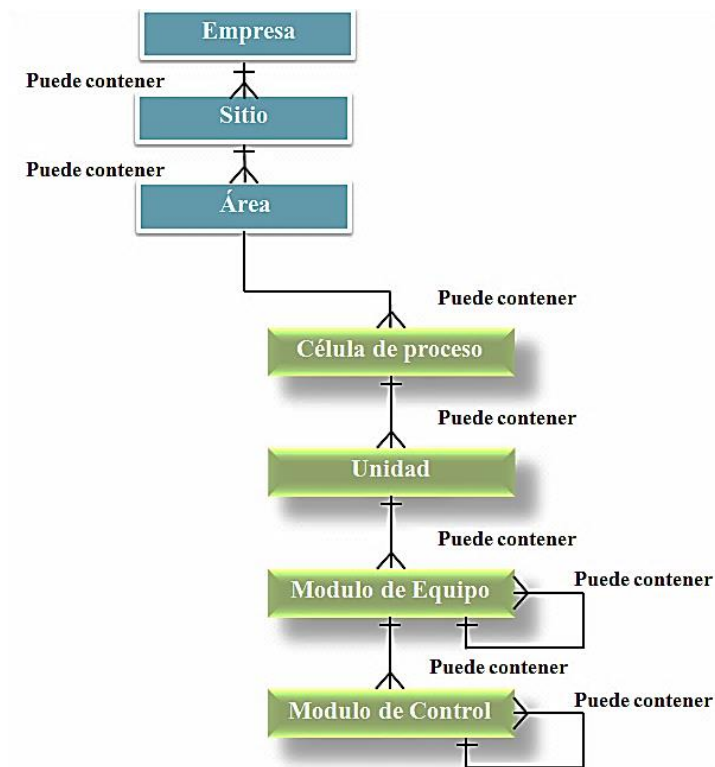 Empresa
Puede contener
Sitio
Puede contener
Área
Puede contener
Célula de proceso
Puede contener
Unidad
Puede contener
Modulo de Equipo
Puede contener
Puede contener
Modulo de Control
Puede contener